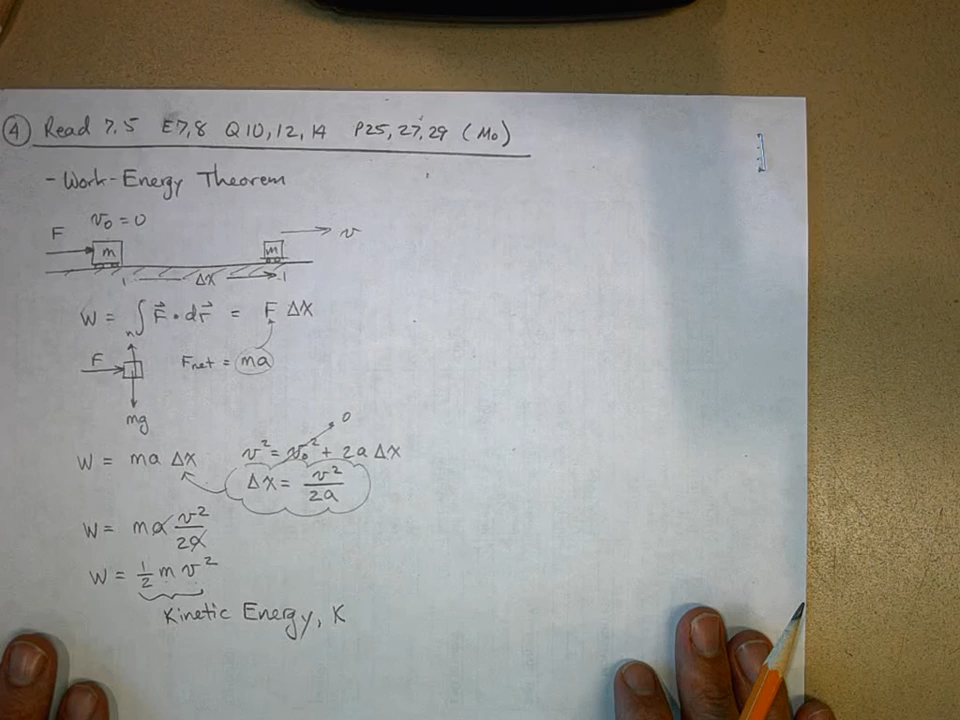 ④ Read 7.5 E7,8 Q10,12,14 P25,27,29 (Mo)
- Work-Energy Theorem
v₀ = 0
F m m v
Δx
W = ∫ F⃗ • dr⃗ = F Δx
n
F Fnet = ma
mg
0
W = ma Δx v² = v₀² + 2a Δx
Δx = v²/2a
W = ma v²/2a
W = ½ m v²
Kinetic Energy, K